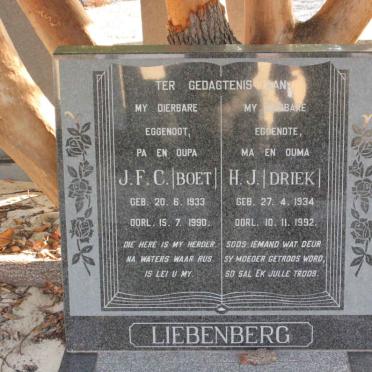 TER GEDAGTENIS VAN
MY DIERBARE
EGGENOOT,
PA EN OUPA
J.F.C. |BOET|
GEB. 20. 6. 1933
OORL. 15. 7. 1990.
DIE HERE IS MY HERDER,
NA WATERS WAAR RUS
IS LEI U MY.
MY DIERBARE
EGGENOTE,
MA EN OUMA
H.J. |DRIEK|
GEB. 27. 4. 1934
OORL. 10. 11. 1992.
SOOS IEMAND WAT DEUR
SY MOEDER GETROOS WORD,
SO SAL EK JULLE TROOS.
LIEBENBERG